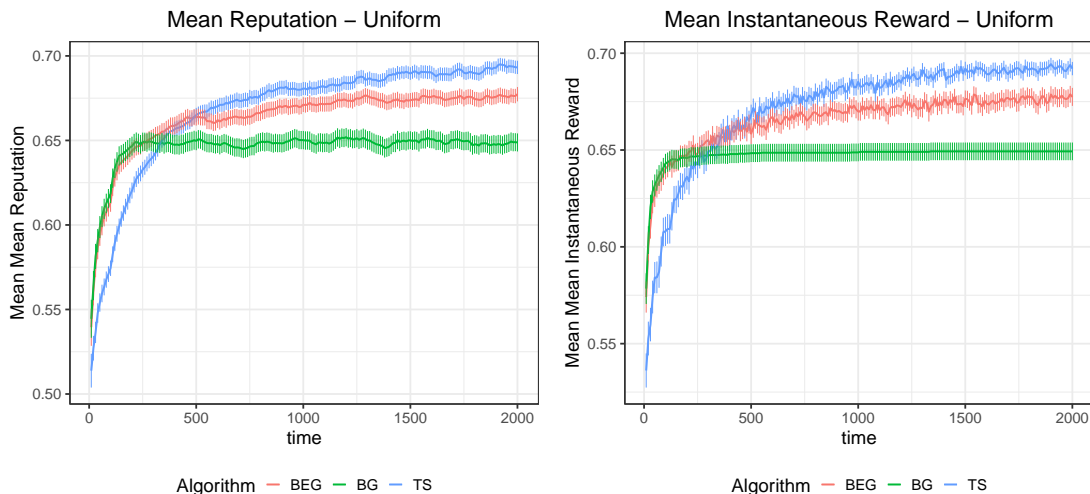 Mean Reputation − Uniform
Mean Mean Reputation
0.70
0.65
0.60
0.55
0.50
0
500
1000
1500
2000
time
Algorithm BEG BG TS
Mean Instantaneous Reward − Uniform
Mean Mean Instantaneous Reward
0.70
0.65
0.60
0.55
0
500
1000
1500
2000
time
Algorithm BEG BG TS